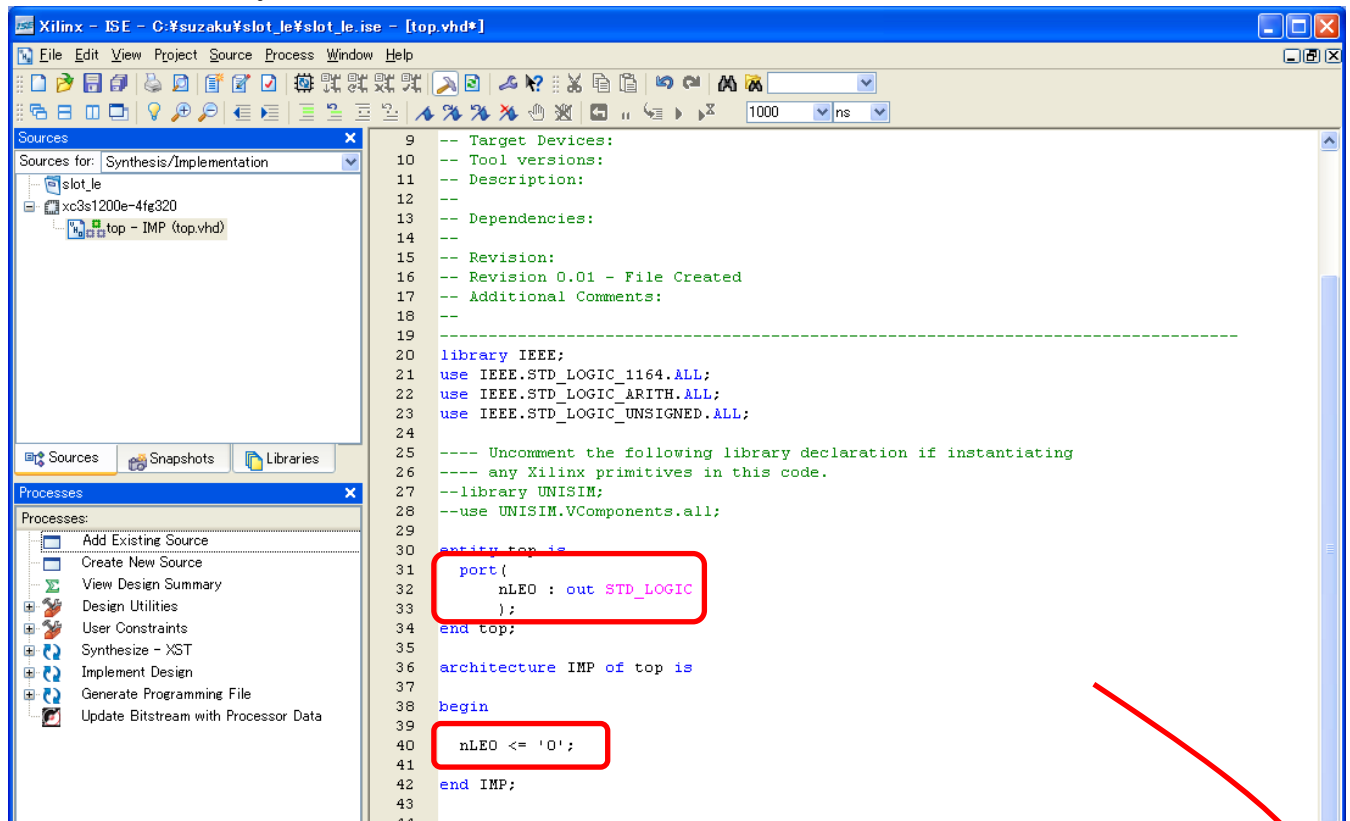 Xilinx - ISE - C:¥suzaku¥slot_le¥slot_le.ise - [top.vhd*]
File Edit View Project Source Process Window Help
1000 ns
Sources
Sources for: Synthesis/Implementation
slot_le
xc3s1200e-4fg320
top - IMP (top.vhd)
Sources Snapshots Libraries
Processes
Processes:
Add Existing Source
Create New Source
View Design Summary
Design Utilities
User Constraints
Synthesize - XST
Implement Design
Generate Programming File
Update Bitstream with Processor Data
9 -- Target Devices:
10 -- Tool versions:
11 -- Description:
12 --
13 -- Dependencies:
14 --
15 -- Revision:
16 -- Revision 0.01 - File Created
17 -- Additional Comments:
18 --
19 ----------------------------------------------------------------------------------
20 library IEEE;
21 use IEEE.STD_LOGIC_1164.ALL;
22 use IEEE.STD_LOGIC_ARITH.ALL;
23 use IEEE.STD_LOGIC_UNSIGNED.ALL;
24
25 ---- Uncomment the following library declaration if instantiating
26 ---- any Xilinx primitives in this code.
27 --library UNISIM;
28 --use UNISIM.VComponents.all;
29
30 entity top is
31 port(
32 nLE0 : out STD_LOGIC
33 );
34 end top;
35
36 architecture IMP of top is
37
38 begin
39
40 nLE0 <= '0';
41
42 end IMP;
43